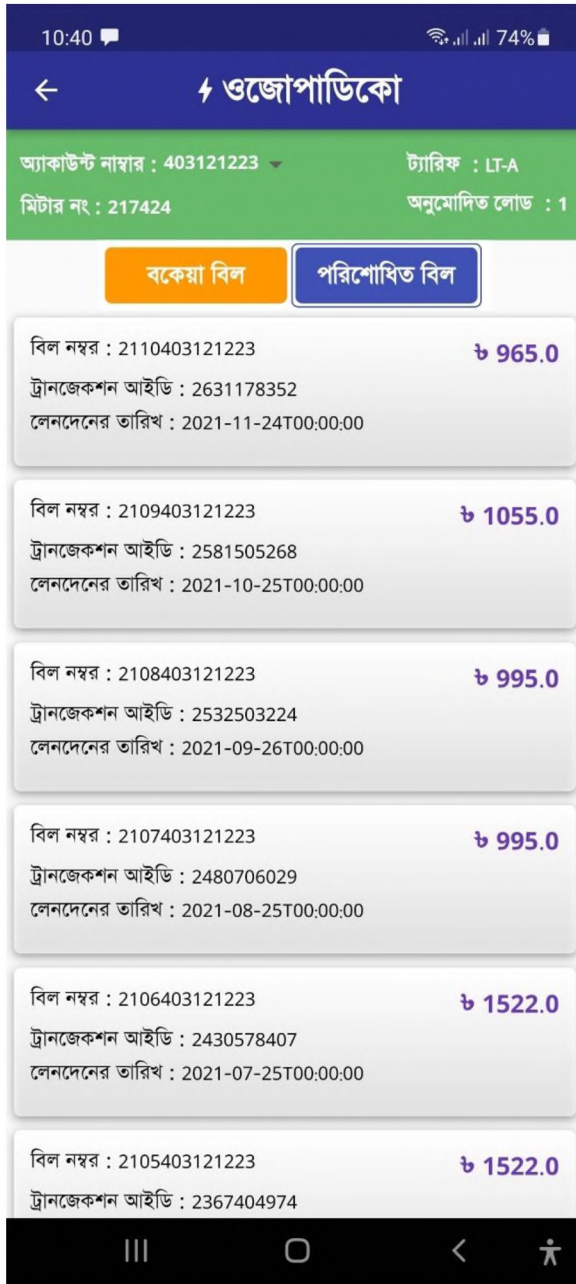 10:40 74%
ওজোপাডিকো
অ্যাকাউন্ট নাম্বার : 403121223 ট্যারিফ : LT-A
মিটার নং : 217424 অনুমোদিত লোড : 1
বকেয়া বিল পরিশোধিত বিল
বিল নম্বর : 2110403121223 ৳ 965.0
ট্রানজেকশন আইডি : 2631178352
লেনদেনের তারিখ : 2021-11-24T00:00:00
বিল নম্বর : 2109403121223 ৳ 1055.0
ট্রানজেকশন আইডি : 2581505268
লেনদেনের তারিখ : 2021-10-25T00:00:00
বিল নম্বর : 2108403121223 ৳ 995.0
ট্রানজেকশন আইডি : 2532503224
লেনদেনের তারিখ : 2021-09-26T00:00:00
বিল নম্বর : 2107403121223 ৳ 995.0
ট্রানজেকশন আইডি : 2480706029
লেনদেনের তারিখ : 2021-08-25T00:00:00
বিল নম্বর : 2106403121223 ৳ 1522.0
ট্রানজেকশন আইডি : 2430578407
লেনদেনের তারিখ : 2021-07-25T00:00:00
বিল নম্বর : 2105403121223 ৳ 1522.0
ট্রানজেকশন আইডি : 2367404974